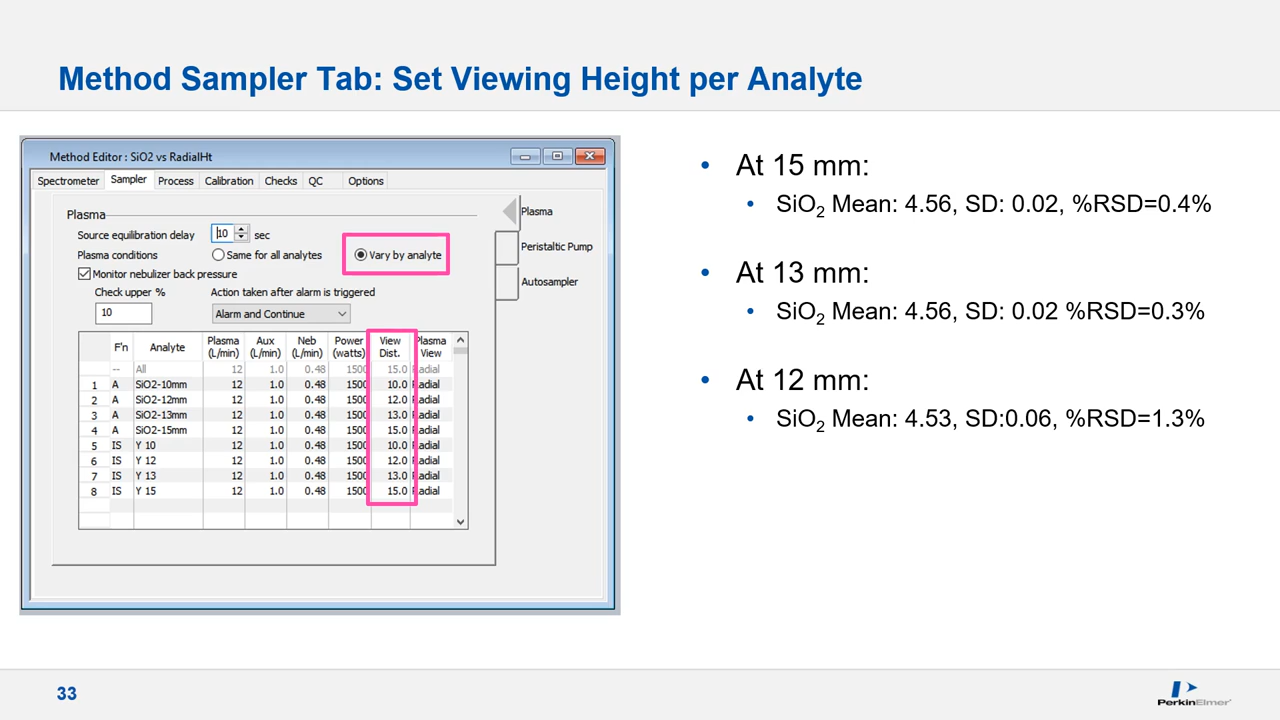 Method Sampler Tab: Set Viewing Height per Analyte
Method Editor : SiO2 vs RadialHt
Spectrometer Sampler Process Calibration Checks QC Options
Plasma
Source equilibration delay 10 sec
Plasma conditions Same for all analytes Vary by analyte
Monitor nebulizer back pressure
Check upper % Action taken after alarm is triggered
10 Alarm and Continue
F'n Analyte Plasma (L/min) Aux (L/min) Neb (L/min) Power (watts) View Dist. Plasma View
-- All 12 1.0 0.48 1500 15.0 Radial
1 A SiO2-10mm 12 1.0 0.48 1500 10.0 Radial
2 A SiO2-12mm 12 1.0 0.48 1500 12.0 Radial
3 A SiO2-13mm 12 1.0 0.48 1500 13.0 Radial
4 A SiO2-15mm 12 1.0 0.48 1500 15.0 Radial
5 IS Y 10 12 1.0 0.48 1500 10.0 Radial
6 IS Y 12 12 1.0 0.48 1500 12.0 Radial
7 IS Y 13 12 1.0 0.48 1500 13.0 Radial
8 IS Y 15 12 1.0 0.48 1500 15.0 Radial
Plasma
Peristaltic Pump
Autosampler
• At 15 mm:
• SiO₂ Mean: 4.56, SD: 0.02, %RSD=0.4%
• At 13 mm:
• SiO₂ Mean: 4.56, SD: 0.02 %RSD=0.3%
• At 12 mm:
• SiO₂ Mean: 4.53, SD:0.06, %RSD=1.3%
33
PerkinElmer